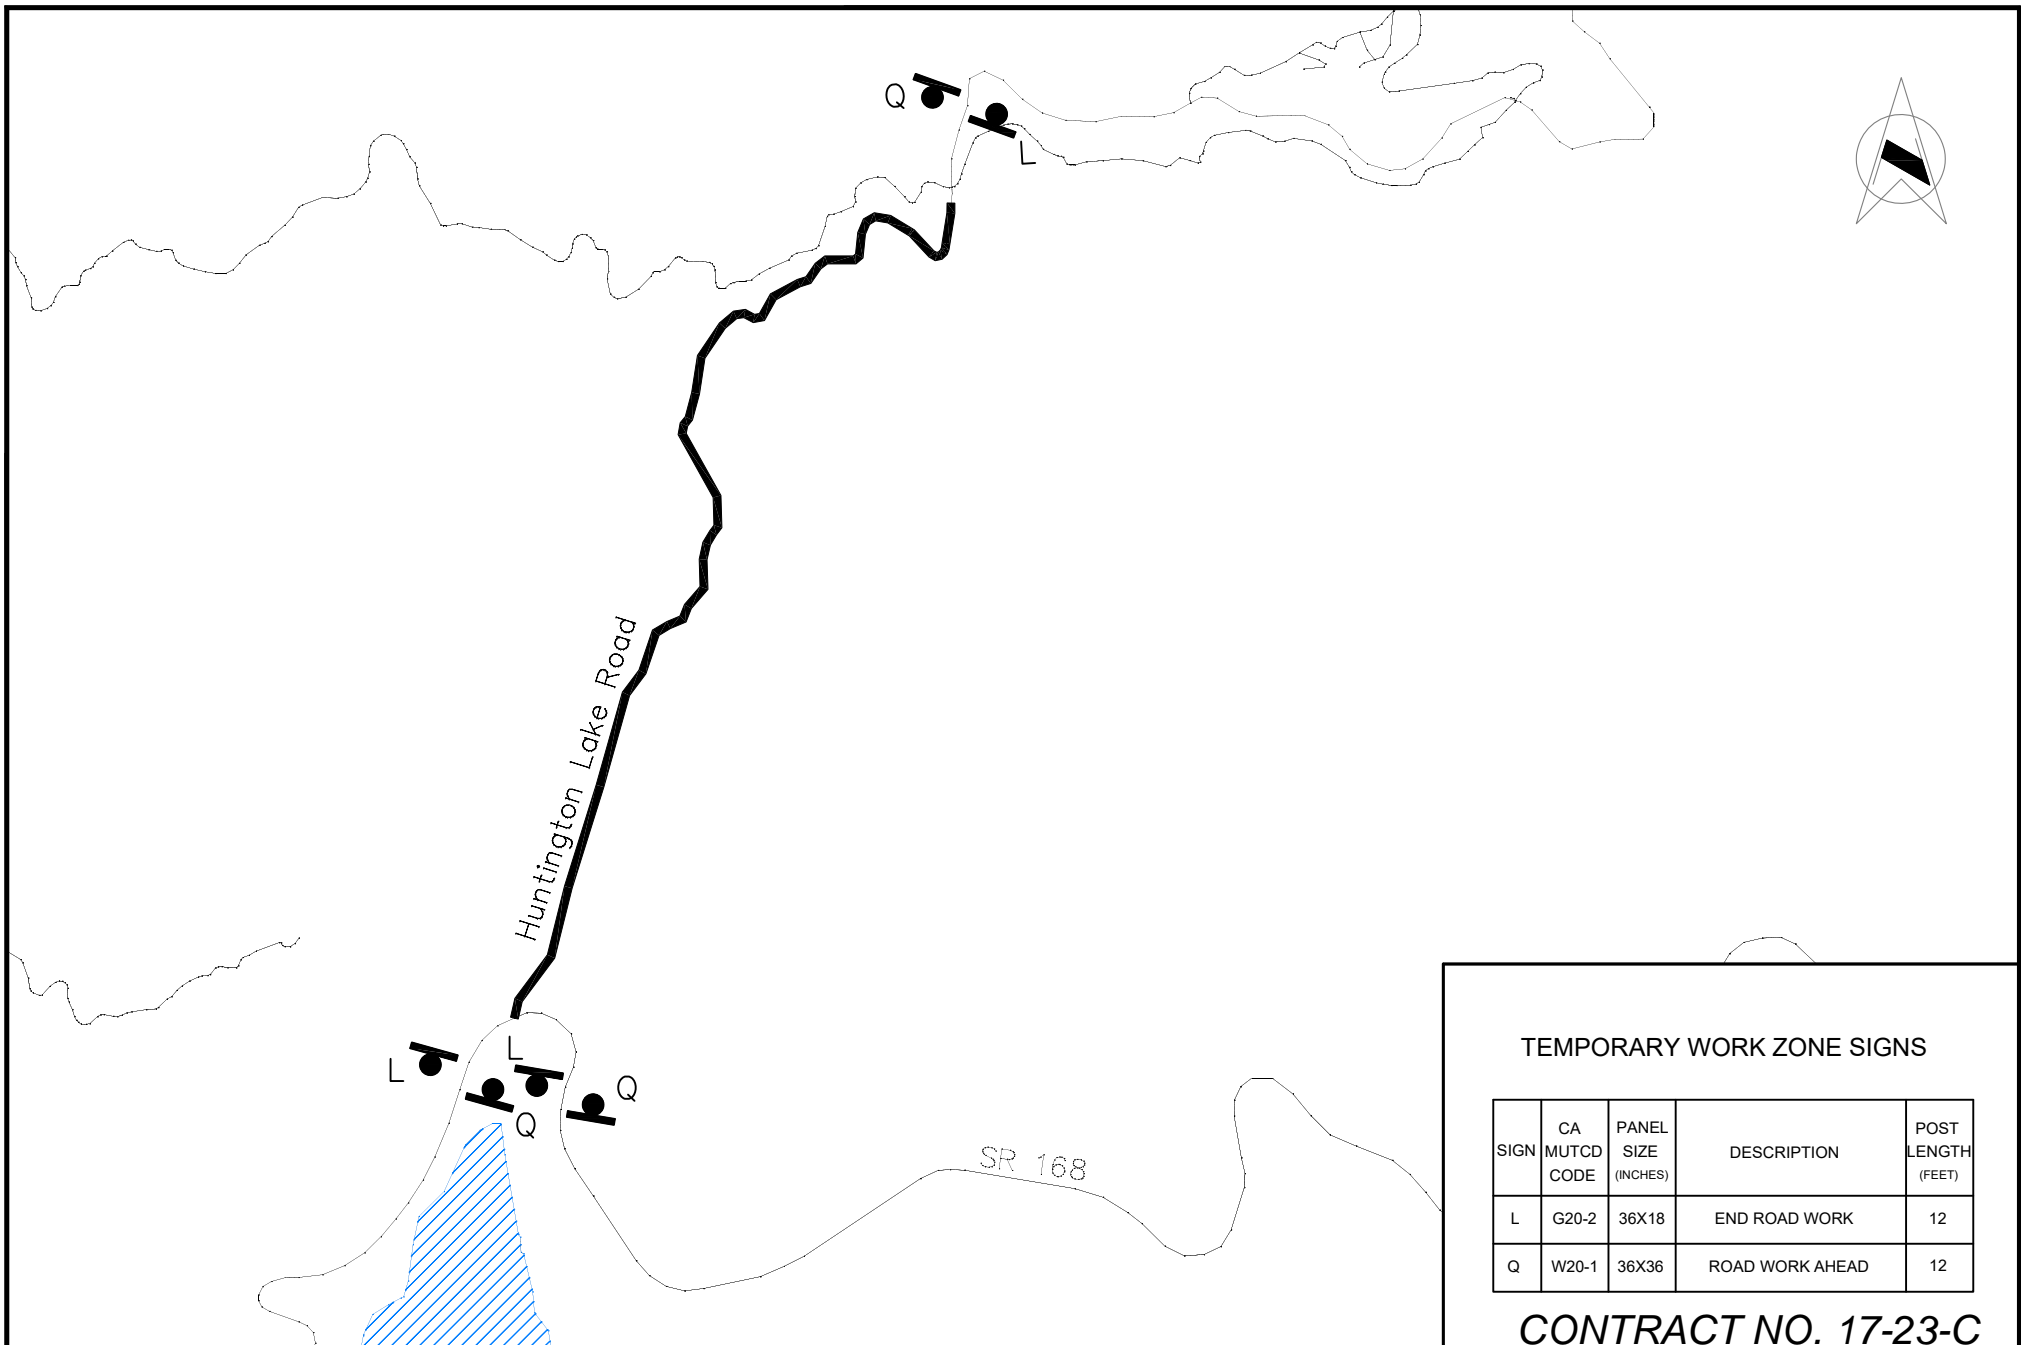 Q
L
Huntington Lake Road
L
L
Q
Q
SR 168
TEMPORARY WORK ZONE SIGNS
SIGN CA MUTCD CODE PANEL SIZE (INCHES) DESCRIPTION POST LENGTH (FEET)
L G20-2 36X18 END ROAD WORK 12
Q W20-1 36X36 ROAD WORK AHEAD 12
CONTRACT NO. 17-23-C